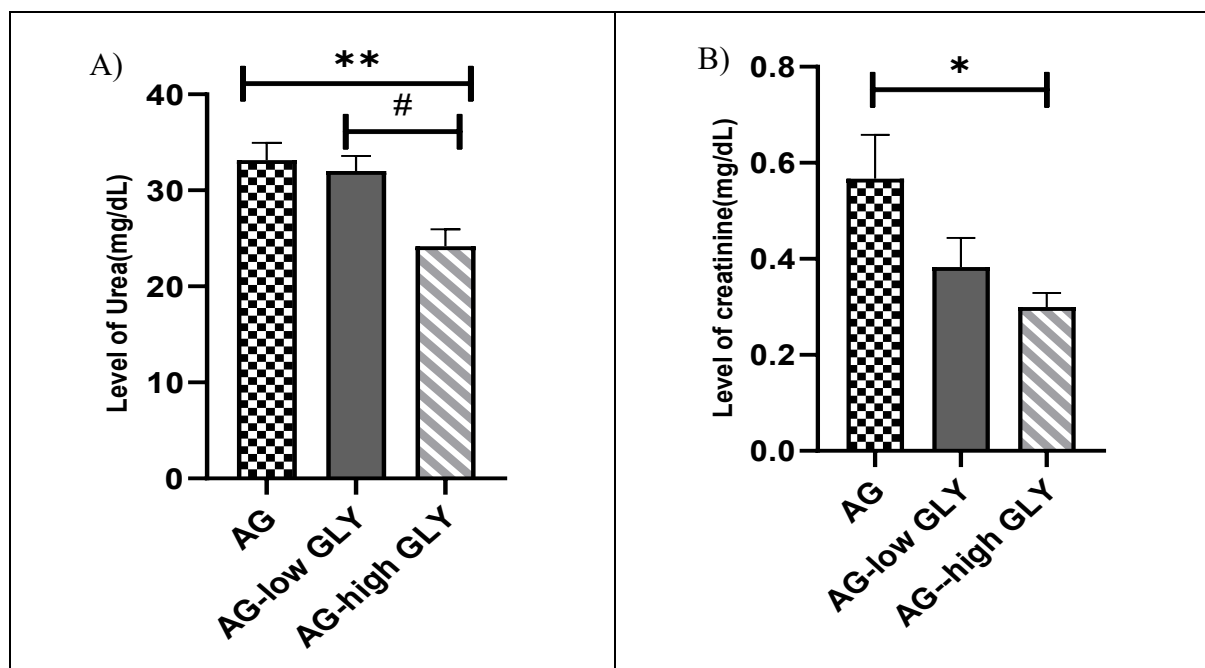 A)
**
#
40
30
20
10
0
Level of Urea(mg/dL)
AG
AG-low GLY
AG-high GLY
B)
*
0.8
0.6
0.4
0.2
0.0
Level of creatinine(mg/dL)
AG
AG-low GLY
AG--high GLY